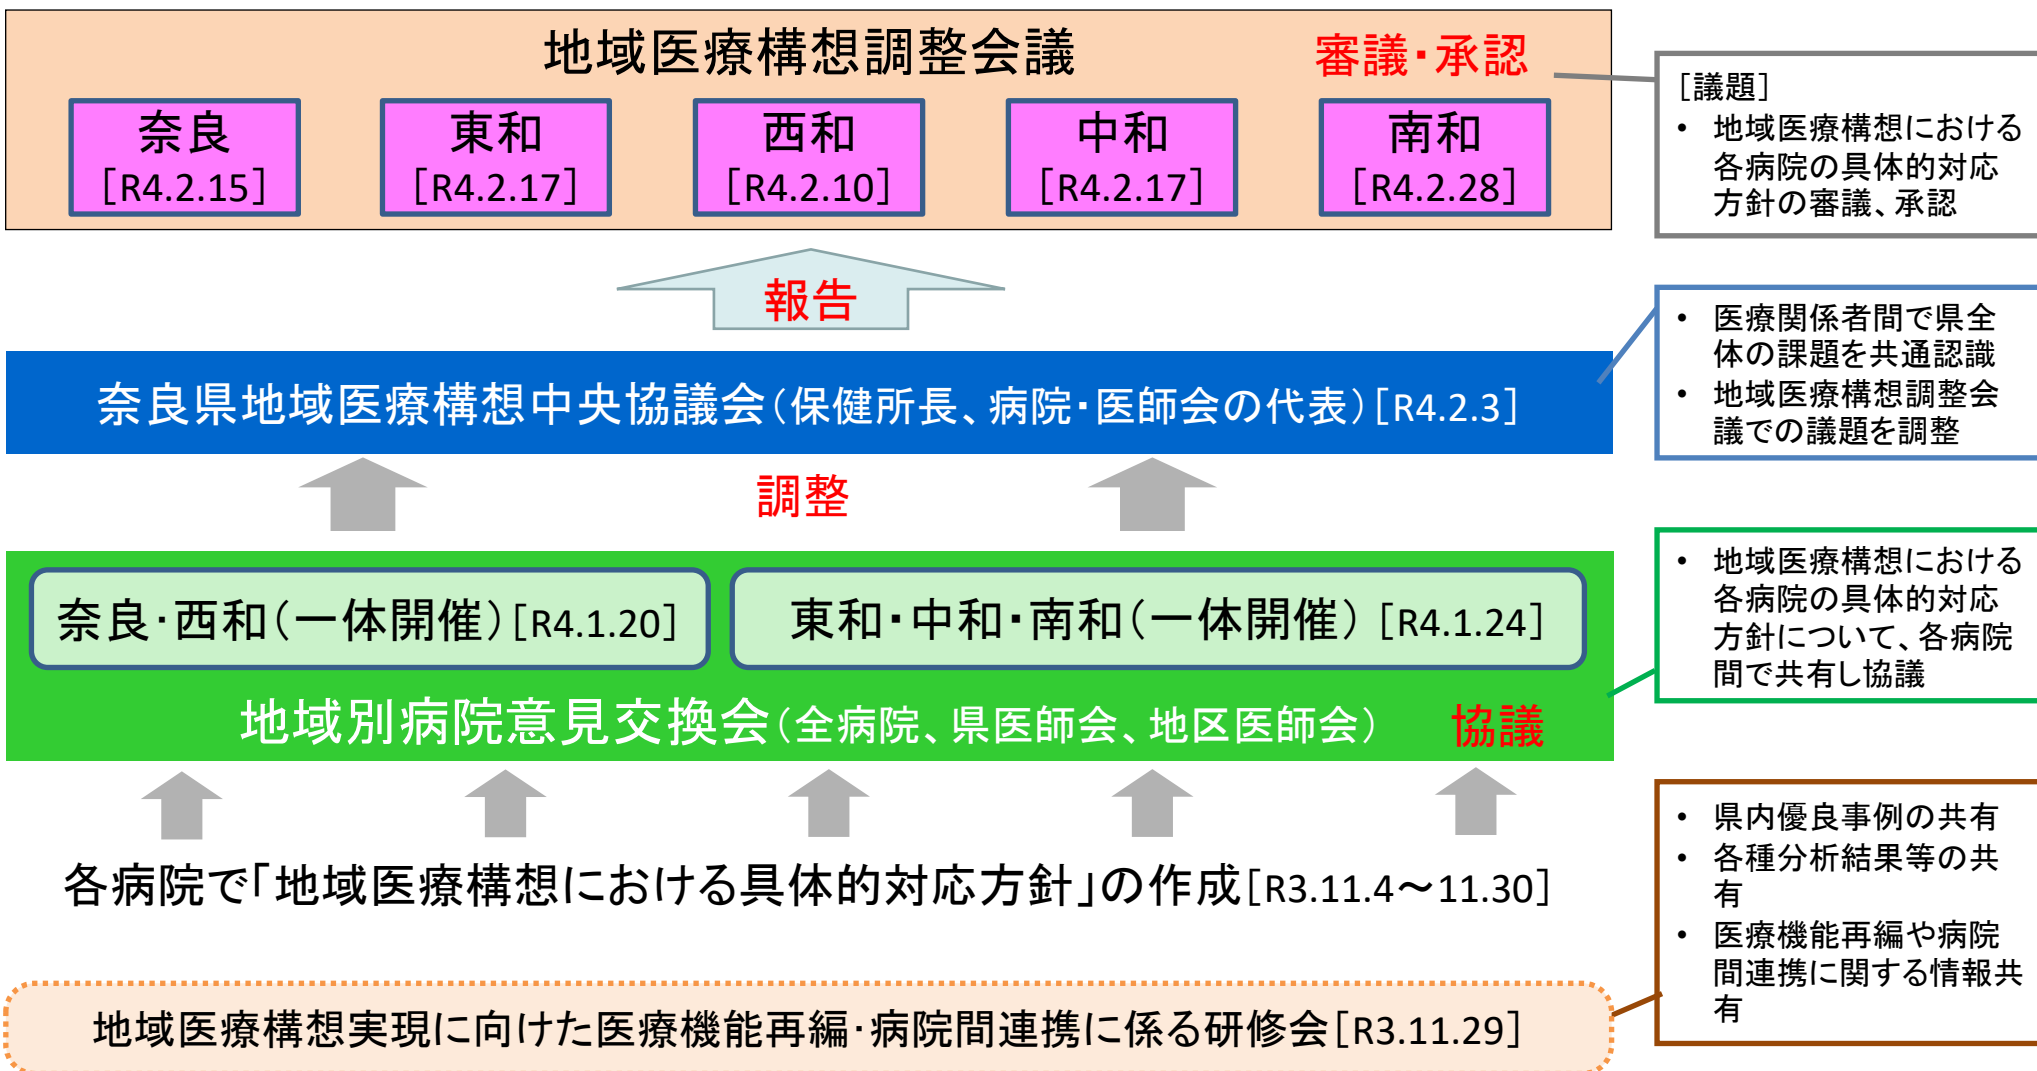 地域医療構想調整会議
審議・承認
奈良
[R4.2.15]
東和
[R4.2.17]
西和
[R4.2.10]
中和
[R4.2.17]
南和
[R4.2.28]
[議題]
• 地域医療構想における
各病院の具体的対応
方針の審議、承認
報告
奈良県地域医療構想中央協議会(保健所長、病院・医師会の代表)[R4.2.3]
• 医療関係者間で県全
体の課題を共通認識
• 地域医療構想調整会
議での議題を調整
調整
奈良・西和(一体開催)[R4.1.20]
東和・中和・南和(一体開催) [R4.1.24]
地域別病院意見交換会(全病院、県医師会、地区医師会)
協議
• 地域医療構想における
各病院の具体的対応
方針について、各病院
間で共有し協議
各病院で「地域医療構想における具体的対応方針」の作成[R3.11.4～11.30]
地域医療構想実現に向けた医療機能再編・病院間連携に係る研修会[R3.11.29]
• 県内優良事例の共有
• 各種分析結果等の共
有
• 医療機能再編や病院
間連携に関する情報共
有